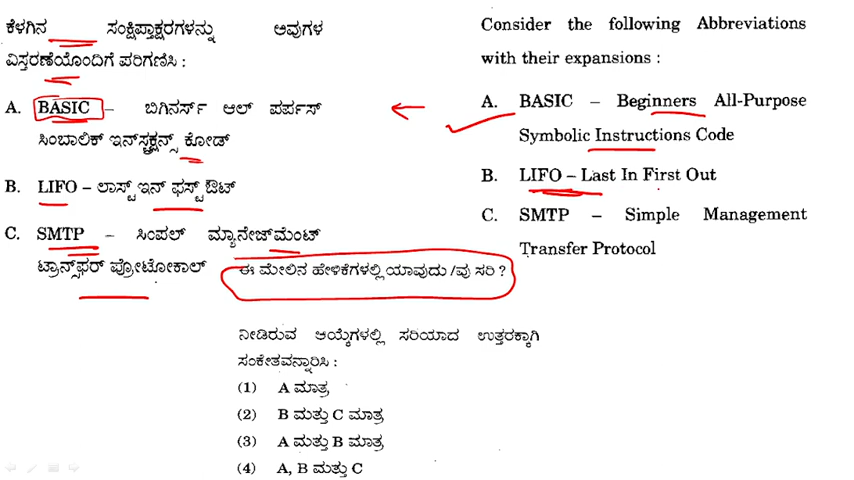 ಕೆಳಗಿನ ಸಂಕ್ಷಿಪ್ತಾಕ್ಷರಗಳನ್ನು ಅವುಗಳ
ವಿಸ್ತರಣೆಯೊಂದಿಗೆ ಪರಿಗಣಿಸಿ :
A. BASIC – ಬಿಗಿನರ್ಸ್ ಆಲ್ ಪರ್ಪಸ್
ಸಿಂಬಾಲಿಕ್ ಇನ್‌ಸ್ಟ್ರಕ್ಷನ್ಸ್ ಕೋಡ್
B. LIFO – ಲಾಸ್ಟ್ ಇನ್ ಫಸ್ಟ್ ಔಟ್
C. SMTP – ಸಿಂಪಲ್ ಮ್ಯಾನೇಜ್‌ಮೆಂಟ್
ಟ್ರಾನ್ಸ್‌ಫರ್ ಪ್ರೋಟೋಕಾಲ್
Consider the following Abbreviations
with their expansions :
A. BASIC – Beginners All-Purpose
Symbolic Instructions Code
B. LIFO – Last In First Out
C. SMTP – Simple Management
Transfer Protocol
ಈ ಮೇಲಿನ ಹೇಳಿಕೆಗಳಲ್ಲಿ ಯಾವುದು /ವು ಸರಿ ?
ನೀಡಿರುವ ಆಯ್ಕೆಗಳಲ್ಲಿ ಸರಿಯಾದ ಉತ್ತರಕ್ಕಾಗಿ
ಸಂಕೇತವನ್ನಾರಿಸಿ :
(1) A ಮಾತ್ರ
(2) B ಮತ್ತು C ಮಾತ್ರ
(3) A ಮತ್ತು B ಮಾತ್ರ
(4) A, B ಮತ್ತು C